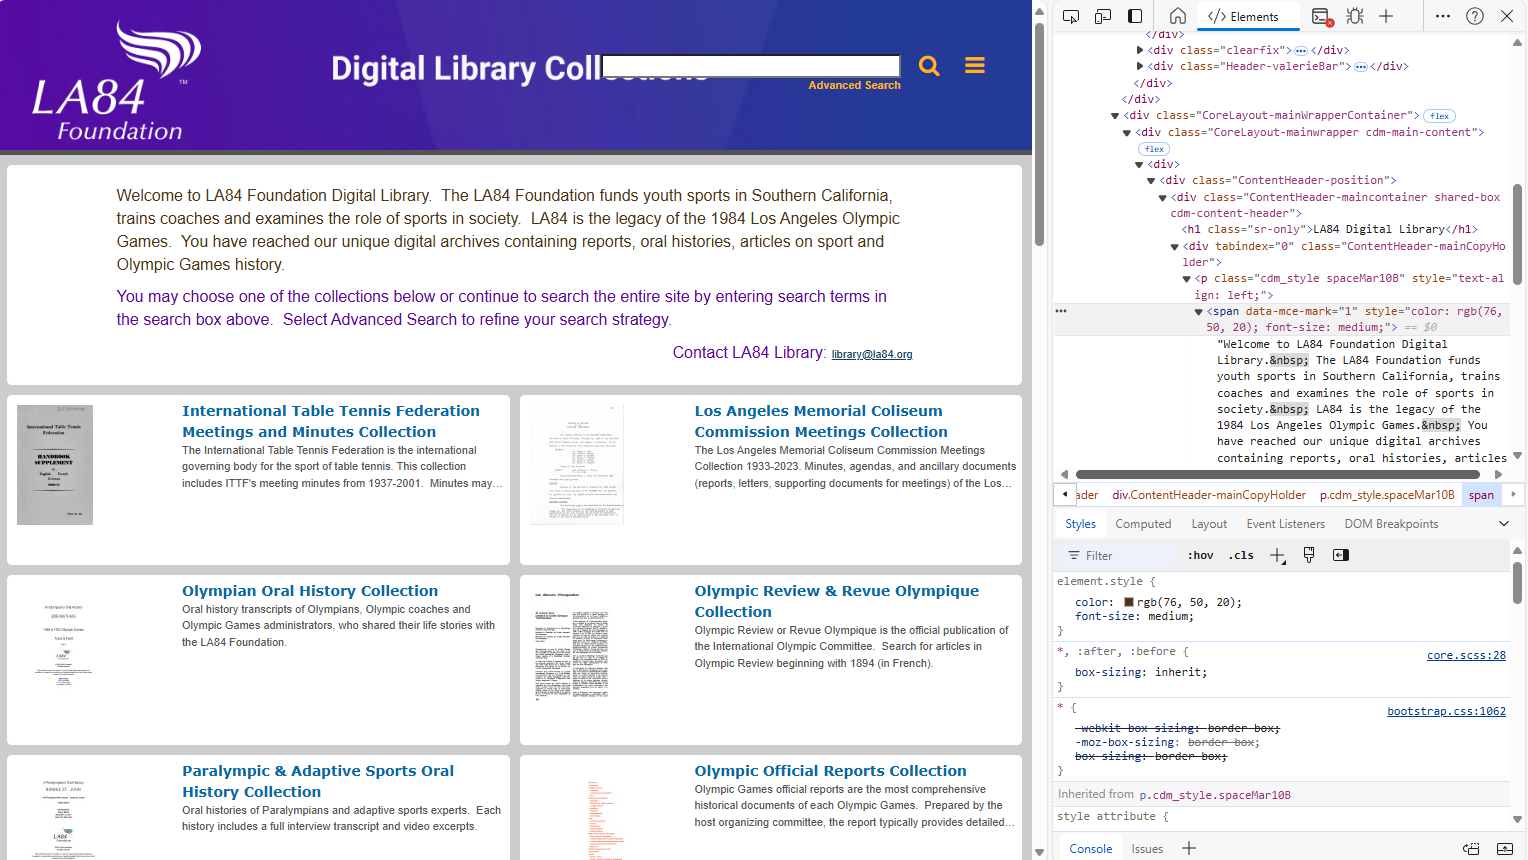 LA84
Foundation
TM
Digital Library Coll
Advanced Search
Welcome to LA84 Foundation Digital Library.  The LA84 Foundation funds youth sports in Southern California,
trains coaches and examines the role of sports in society.  LA84 is the legacy of the 1984 Los Angeles Olympic
Games.  You have reached our unique digital archives containing reports, oral histories, articles on sport and
Olympic Games history.
You may choose one of the collections below or continue to search the entire site by entering search terms in
the search box above.  Select Advanced Search to refine your search strategy.
Contact LA84 Library: library@la84.org
International Table Tennis
Federation
HANDBOOK
SUPPLEMENT
International Table Tennis Federation
Meetings and Minutes Collection
The International Table Tennis Federation is the international
governing body for the sport of table tennis. This collection
includes ITTF's meeting minutes from 1937-2001.  Minutes may...
Los Angeles Memorial Coliseum
Commission Meetings Collection
The Los Angeles Memorial Coliseum Commission Meetings
Collection 1933-2023. Minutes, agendas, and ancillary documents
(reports, letters, supporting documents for meetings) of the Los...
Olympian Oral History Collection
Oral history transcripts of Olympians, Olympic coaches and
Olympic Games administrators, who shared their life stories with
the LA84 Foundation.
Olympic Review & Revue Olympique
Collection
Olympic Review or Revue Olympique is the official publication of
the International Olympic Committee.  Search for articles in
Olympic Review beginning with 1894 (in French).
Paralympic & Adaptive Sports Oral
History Collection
Oral histories of Paralympians and adaptive sports experts.  Each
history includes a full interview transcript and video excerpts.
BONNIE ST. JOHN
Olympic Official Reports Collection
Olympic Games official reports are the most comprehensive
historical documents of each Olympic Games.  Prepared by the
host organizing committee, the report typically provides detailed...
</> Elements
</div>
<div class="clearfix">…</div>
<div class="Header-valerieBar">…</div>
</div>
</div>
<div class="CoreLayout-mainWrapperContainer"> flex
<div class="CoreLayout-mainwrapper cdm-main-content">
flex
<div>
<div class="ContentHeader-position">
<div class="ContentHeader-maincontainer shared-box
cdm-content-header">
<h1 class="sr-only">LA84 Digital Library</h1>
<div tabindex="0" class="ContentHeader-mainCopyHo
lder">
<p class="cdm_style spaceMar10B" style="text-al
ign: left;">
<span data-mce-mark="1" style="color: rgb(76,
50, 20); font-size: medium;"> == $0
"Welcome to LA84 Foundation Digital
Library.&nbsp; The LA84 Foundation funds
youth sports in Southern California, trains
coaches and examines the role of sports in
society.&nbsp; LA84 is the legacy of the
1984 Los Angeles Olympic Games.&nbsp; You
have reached our unique digital archives
containing reports, oral histories, articles
ader div.ContentHeader-mainCopyHolder p.cdm_style.spaceMar10B span
Styles Computed Layout Event Listeners DOM Breakpoints
Filter :hov .cls
element.style {
color: rgb(76, 50, 20);
font-size: medium;
}
*, :after, :before { core.scss:28
box-sizing: inherit;
}
* { bootstrap.css:1062
-webkit-box-sizing: border-box;
-moz-box-sizing: border-box;
box-sizing: border-box;
}
Inherited from p.cdm_style.spaceMar10B
style attribute {
Console Issues